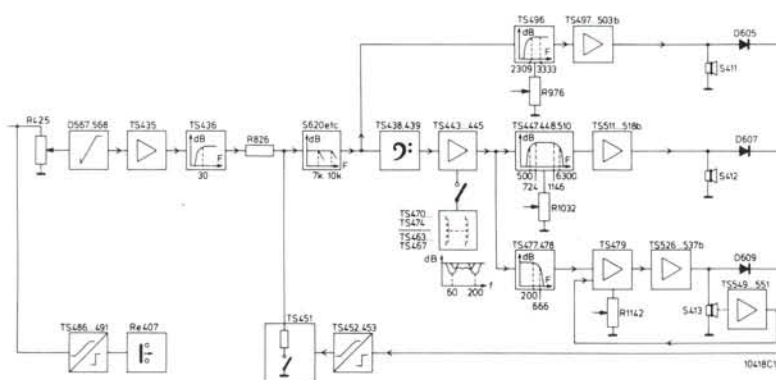 TS496
dB
F
2309 3333
R976
TS497...503b
D605
S411
R425
D567,568
TS435
TS436
dB
F
30
R826
S620etc
dB
F
7k 10k
TS438,439
TS443...445
TS447,448,510
dB
F
500 6300
724 1146
R1032
TS511...518b
D607
S412
TS470...
TS474
TS463...
TS467
dB
60 200 f
TS477,478
dB
F
200
666
TS479
R1142
TS526...537b
D609
S413
TS549...551
TS486...491
Re407
TS451
TS452,453
10418C1